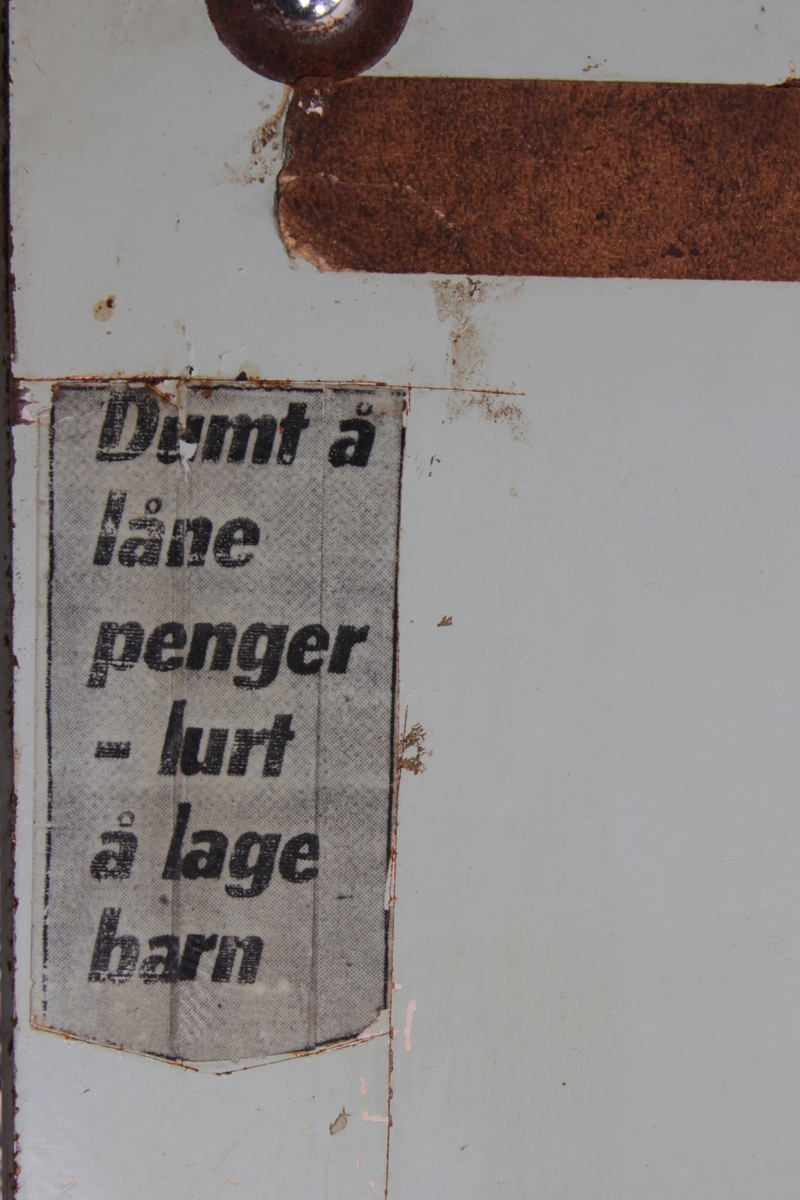 Dumt å
låne
penger
- lurt
å lage
barn